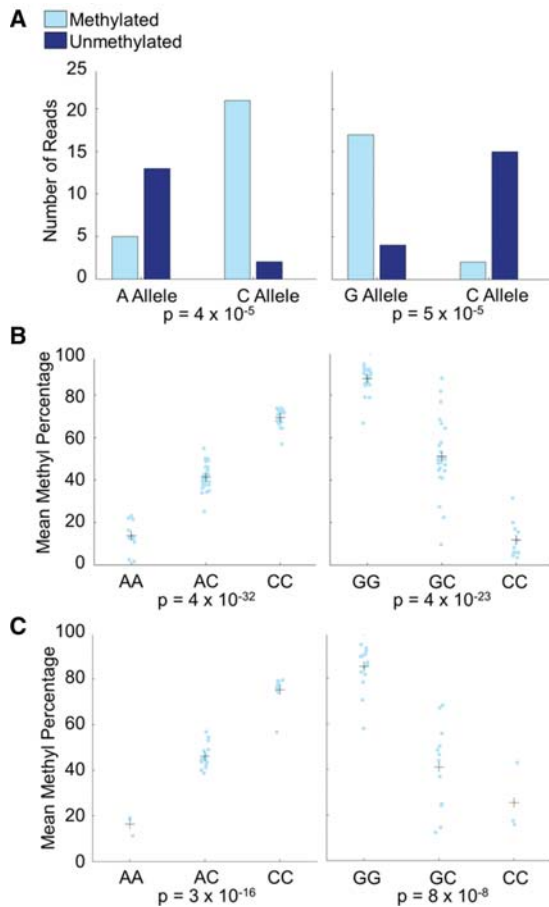 A
Methylated
Unmethylated
Number of Reads
25
20
15
10
5
0
A Allele C Allele G Allele C Allele
p = 4 x 10-5 p = 5 x 10-5
B
Mean Methyl Percentage
100
80
60
40
20
0
AA AC CC GG GC CC
p = 4 x 10-32 p = 4 x 10-23
C
Mean Methyl Percentage
100
80
60
40
20
0
AA AC CC GG GC CC
p = 3 x 10-16 p = 8 x 10-8